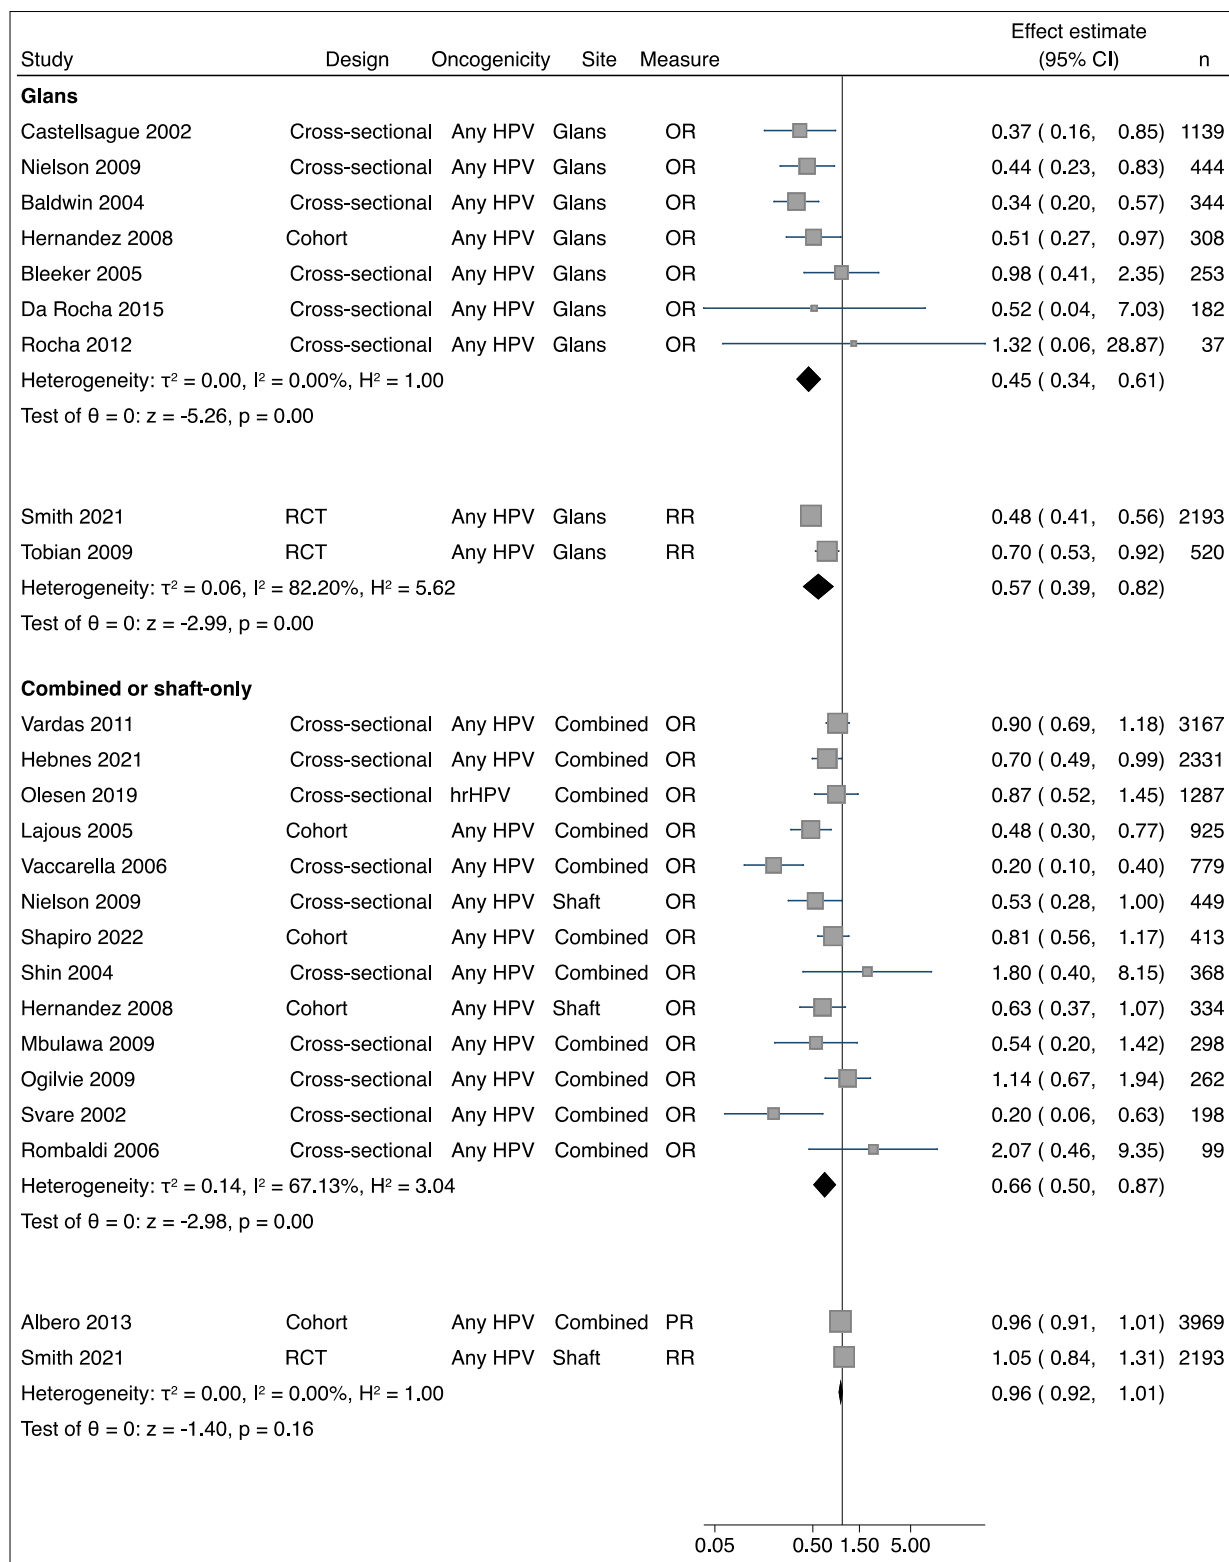 Effect estimate
Study Design Oncogenicity Site Measure (95% CI) n
Glans
Castellsague 2002 Cross-sectional Any HPV Glans OR 0.37 ( 0.16, 0.85) 1139
Nielson 2009 Cross-sectional Any HPV Glans OR 0.44 ( 0.23, 0.83) 444
Baldwin 2004 Cross-sectional Any HPV Glans OR 0.34 ( 0.20, 0.57) 344
Hernandez 2008 Cohort Any HPV Glans OR 0.51 ( 0.27, 0.97) 308
Bleeker 2005 Cross-sectional Any HPV Glans OR 0.98 ( 0.41, 2.35) 253
Da Rocha 2015 Cross-sectional Any HPV Glans OR 0.52 ( 0.04, 7.03) 182
Rocha 2012 Cross-sectional Any HPV Glans OR 1.32 ( 0.06, 28.87) 37
Heterogeneity: τ² = 0.00, I² = 0.00%, H² = 1.00 0.45 ( 0.34, 0.61)
Test of θ = 0: z = -5.26, p = 0.00
Smith 2021 RCT Any HPV Glans RR 0.48 ( 0.41, 0.56) 2193
Tobian 2009 RCT Any HPV Glans RR 0.70 ( 0.53, 0.92) 520
Heterogeneity: τ² = 0.06, I² = 82.20%, H² = 5.62 0.57 ( 0.39, 0.82)
Test of θ = 0: z = -2.99, p = 0.00
Combined or shaft-only
Vardas 2011 Cross-sectional Any HPV Combined OR 0.90 ( 0.69, 1.18) 3167
Hebnes 2021 Cross-sectional Any HPV Combined OR 0.70 ( 0.49, 0.99) 2331
Olesen 2019 Cross-sectional hrHPV Combined OR 0.87 ( 0.52, 1.45) 1287
Lajous 2005 Cohort Any HPV Combined OR 0.48 ( 0.30, 0.77) 925
Vaccarella 2006 Cross-sectional Any HPV Combined OR 0.20 ( 0.10, 0.40) 779
Nielson 2009 Cross-sectional Any HPV Shaft OR 0.53 ( 0.28, 1.00) 449
Shapiro 2022 Cohort Any HPV Combined OR 0.81 ( 0.56, 1.17) 413
Shin 2004 Cross-sectional Any HPV Combined OR 1.80 ( 0.40, 8.15) 368
Hernandez 2008 Cohort Any HPV Shaft OR 0.63 ( 0.37, 1.07) 334
Mbulawa 2009 Cross-sectional Any HPV Combined OR 0.54 ( 0.20, 1.42) 298
Ogilvie 2009 Cross-sectional Any HPV Combined OR 1.14 ( 0.67, 1.94) 262
Svare 2002 Cross-sectional Any HPV Combined OR 0.20 ( 0.06, 0.63) 198
Rombaldi 2006 Cross-sectional Any HPV Combined OR 2.07 ( 0.46, 9.35) 99
Heterogeneity: τ² = 0.14, I² = 67.13%, H² = 3.04 0.66 ( 0.50, 0.87)
Test of θ = 0: z = -2.98, p = 0.00
Albero 2013 Cohort Any HPV Combined PR 0.96 ( 0.91, 1.01) 3969
Smith 2021 RCT Any HPV Shaft RR 1.05 ( 0.84, 1.31) 2193
Heterogeneity: τ² = 0.00, I² = 0.00%, H² = 1.00 0.96 ( 0.92, 1.01)
Test of θ = 0: z = -1.40, p = 0.16
0.05 0.50 1.50 5.00